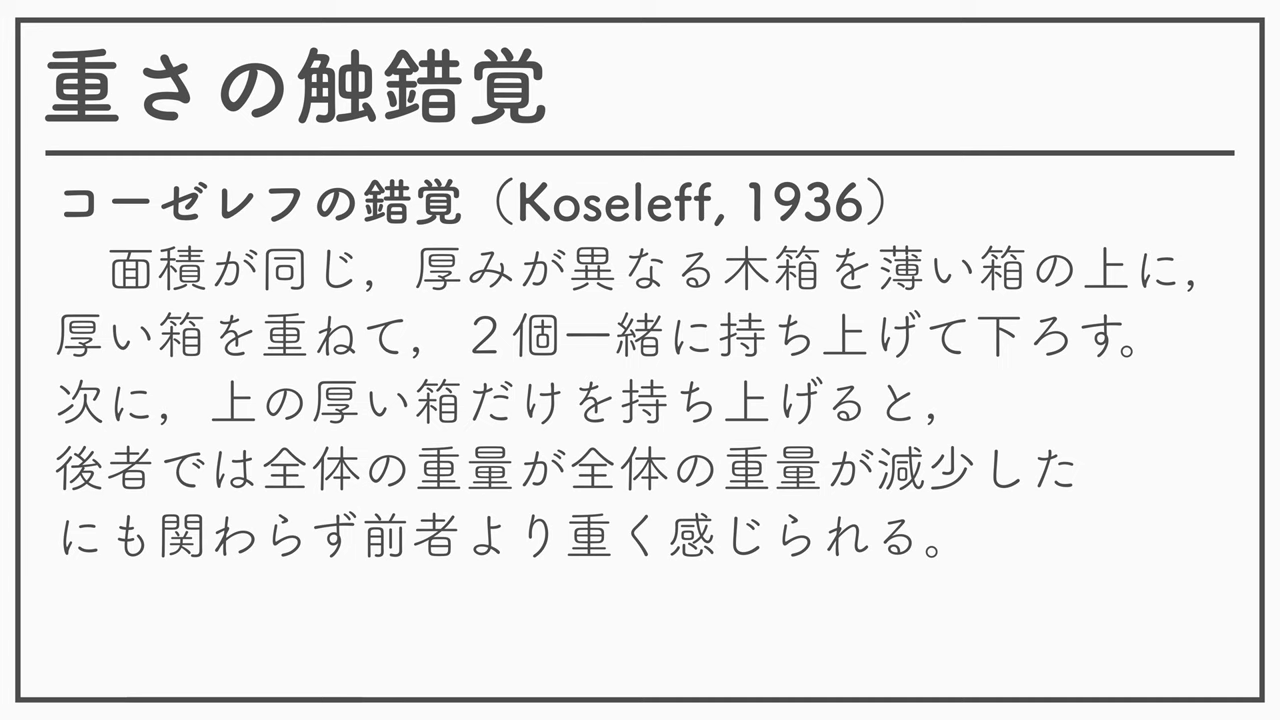 重さの触錯覚
コーゼレフの錯覚（Koseleff, 1936）
　面積が同じ，厚みが異なる木箱を薄い箱の上に，
厚い箱を重ねて，２個一緒に持ち上げて下ろす。
次に，上の厚い箱だけを持ち上げると，
後者では全体の重量が全体の重量が減少した
にも関わらず前者より重く感じられる。